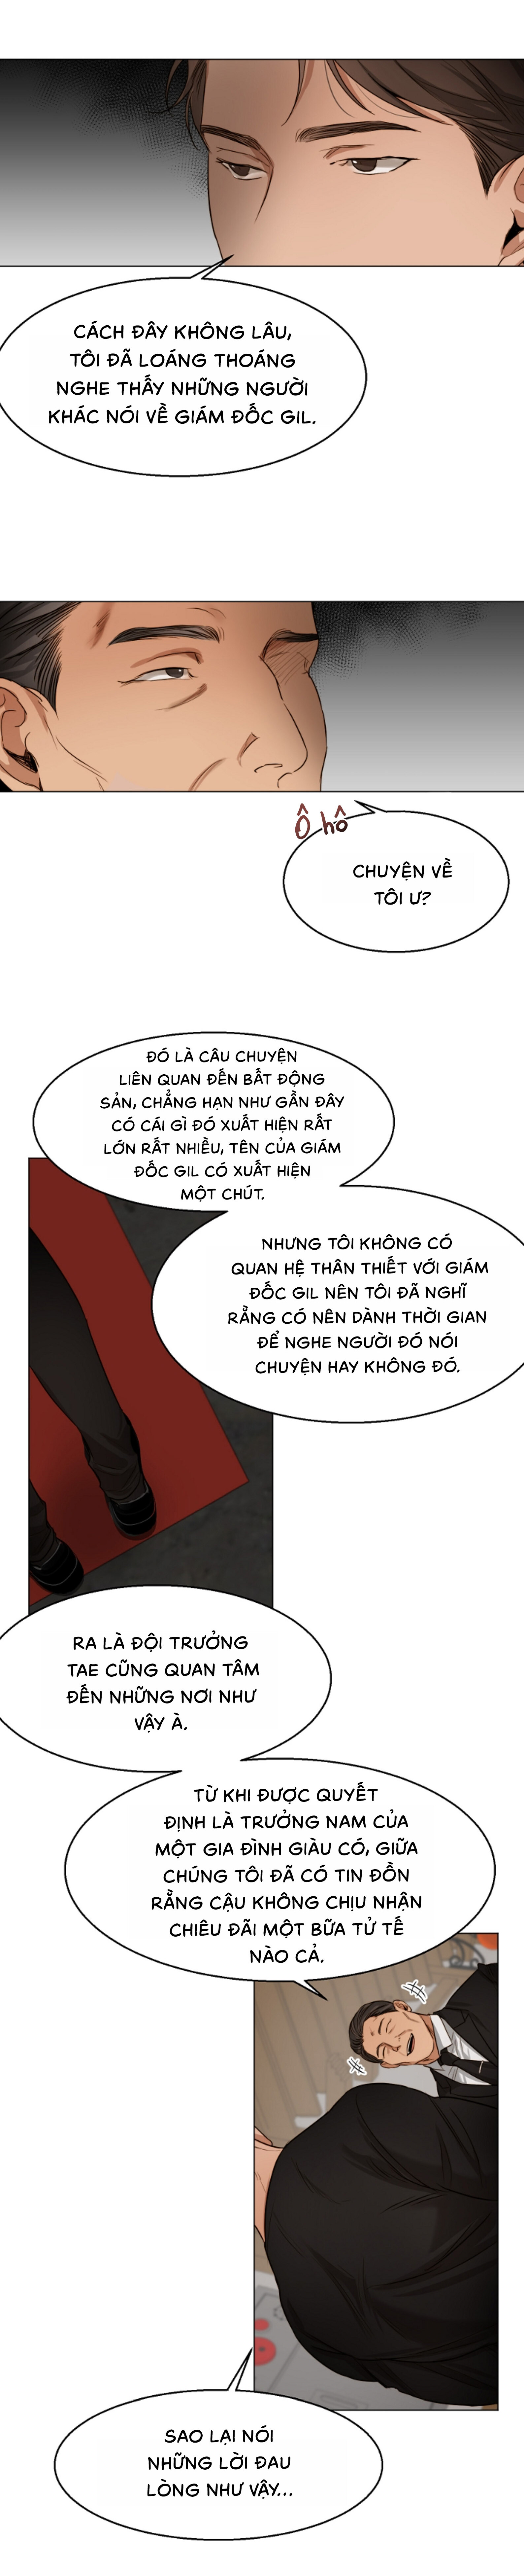 CÁCH ĐÂY KHÔNG LÂU,
TÔI ĐÃ LOÁNG THOÁNG
NGHE THẤY NHỮNG NGƯỜI
KHÁC NÓI VỀ GIÁM ĐỐC GIL.
Ô hô
CHUYỆN VỀ
TÔI Ư?
ĐÓ LÀ CÂU CHUYỆN
LIÊN QUAN ĐẾN BẤT ĐỘNG
SẢN, CHẲNG HẠN NHƯ GẦN ĐÂY
CÓ CÁI GÌ ĐÓ XUẤT HIỆN RẤT
LỚN RẤT NHIỀU, TÊN CỦA GIÁM
ĐỐC GIL CÓ XUẤT HIỆN
MỘT CHÚT.
NHƯNG TÔI KHÔNG CÓ
QUAN HỆ THÂN THIẾT VỚI GIÁM
ĐỐC GIL NÊN TÔI ĐÃ NGHĨ
RẰNG CÓ NÊN DÀNH THỜI GIAN
ĐỂ NGHE NGƯỜI ĐÓ NÓI
CHUYỆN HAY KHÔNG ĐÓ.
RA LÀ ĐỘI TRƯỞNG
TAE CŨNG QUAN TÂM
ĐẾN NHỮNG NƠI NHƯ
VẬY À.
TỪ KHI ĐƯỢC QUYẾT
ĐỊNH LÀ TRƯỞNG NAM CỦA
MỘT GIA ĐÌNH GIÀU CÓ, GIỮA
CHÚNG TÔI ĐÃ CÓ TIN ĐỒN
RẰNG CẬU KHÔNG CHỊU NHẬN
CHIÊU ĐÃI MỘT BỮA TỬ TẾ
NÀO CẢ.
SAO LẠI NÓI
NHỮNG LỜI ĐAU
LÒNG NHƯ VẬY...